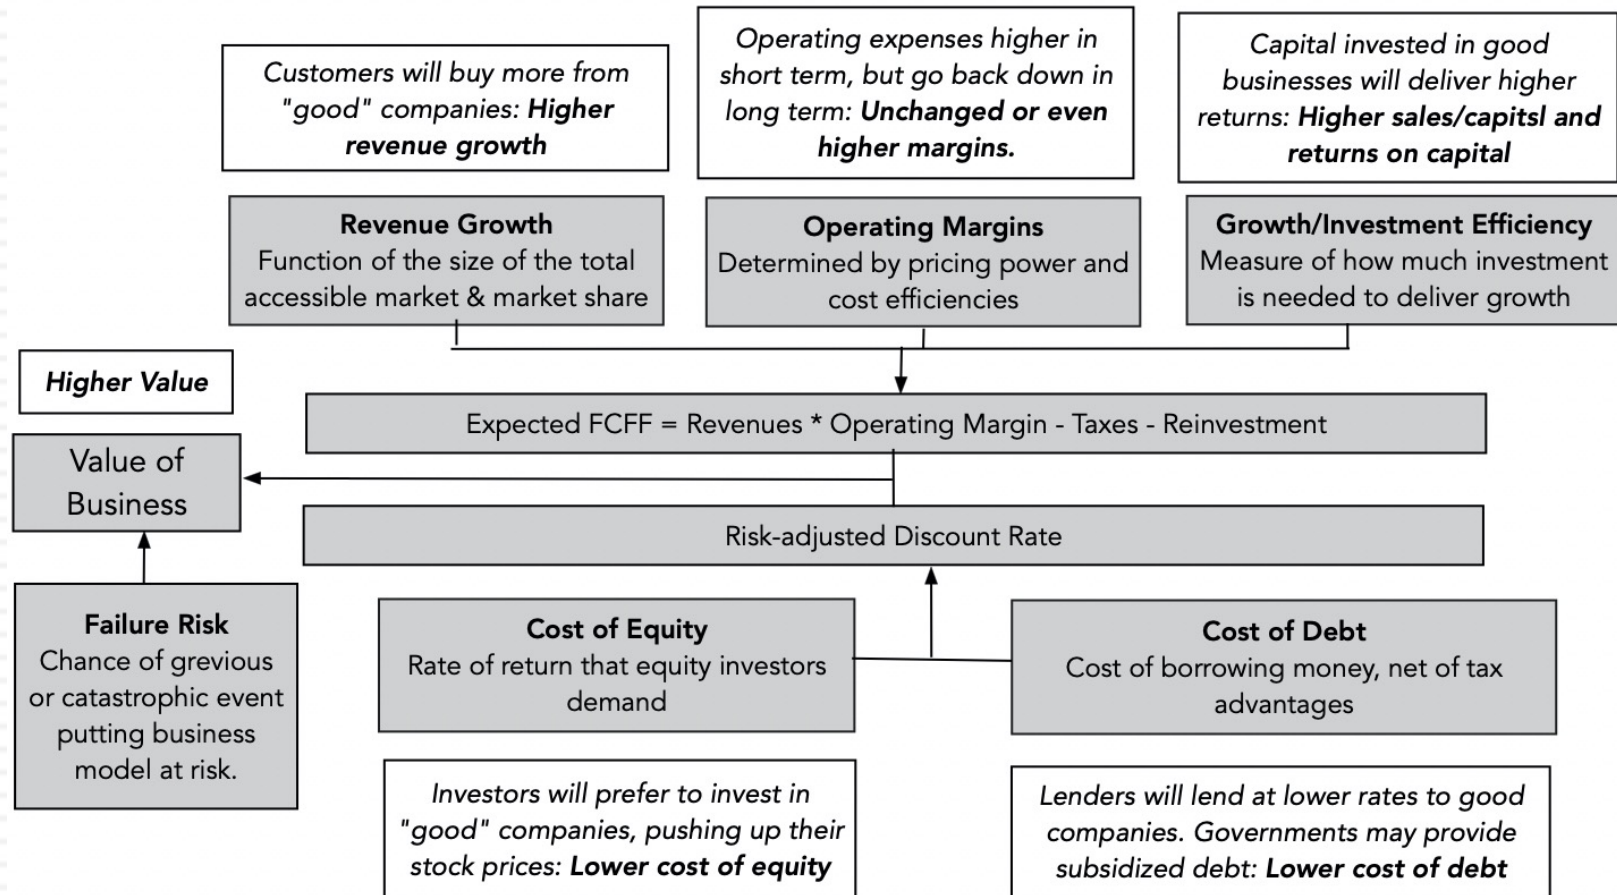 Customers will buy more from
"good" companies: Higher
revenue growth
Operating expenses higher in
short term, but go back down in
long term: Unchanged or even
higher margins.
Capital invested in good
businesses will deliver higher
returns: Higher sales/capitsl and
returns on capital
Revenue Growth
Function of the size of the total
accessible market & market share
Operating Margins
Determined by pricing power and
cost efficiencies
Growth/Investment Efficiency
Measure of how much investment
is needed to deliver growth
Higher Value
Expected FCFF = Revenues * Operating Margin - Taxes - Reinvestment
Value of
Business
Risk-adjusted Discount Rate
Failure Risk
Chance of grevious
or catastrophic event
putting business
model at risk.
Cost of Equity
Rate of return that equity investors
demand
Cost of Debt
Cost of borrowing money, net of tax
advantages
Investors will prefer to invest in
"good" companies, pushing up their
stock prices: Lower cost of equity
Lenders will lend at lower rates to good
companies. Governments may provide
subsidized debt: Lower cost of debt